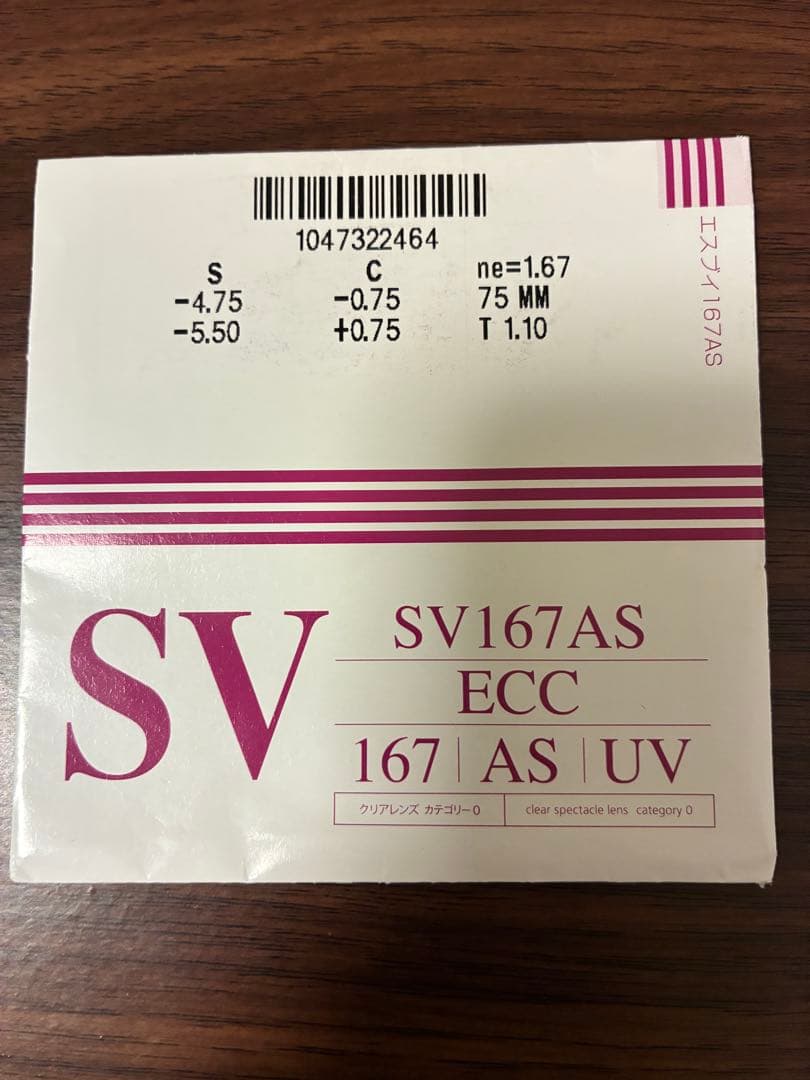 1047322464
S C ne=1.67
-4.75 -0.75 75 MM
-5.50 +0.75 T 1.10
エスブイ167AS
SV
SV167AS
ECC
167 | AS | UV
クリアレンズ カテゴリー0 clear spectacle lens category 0